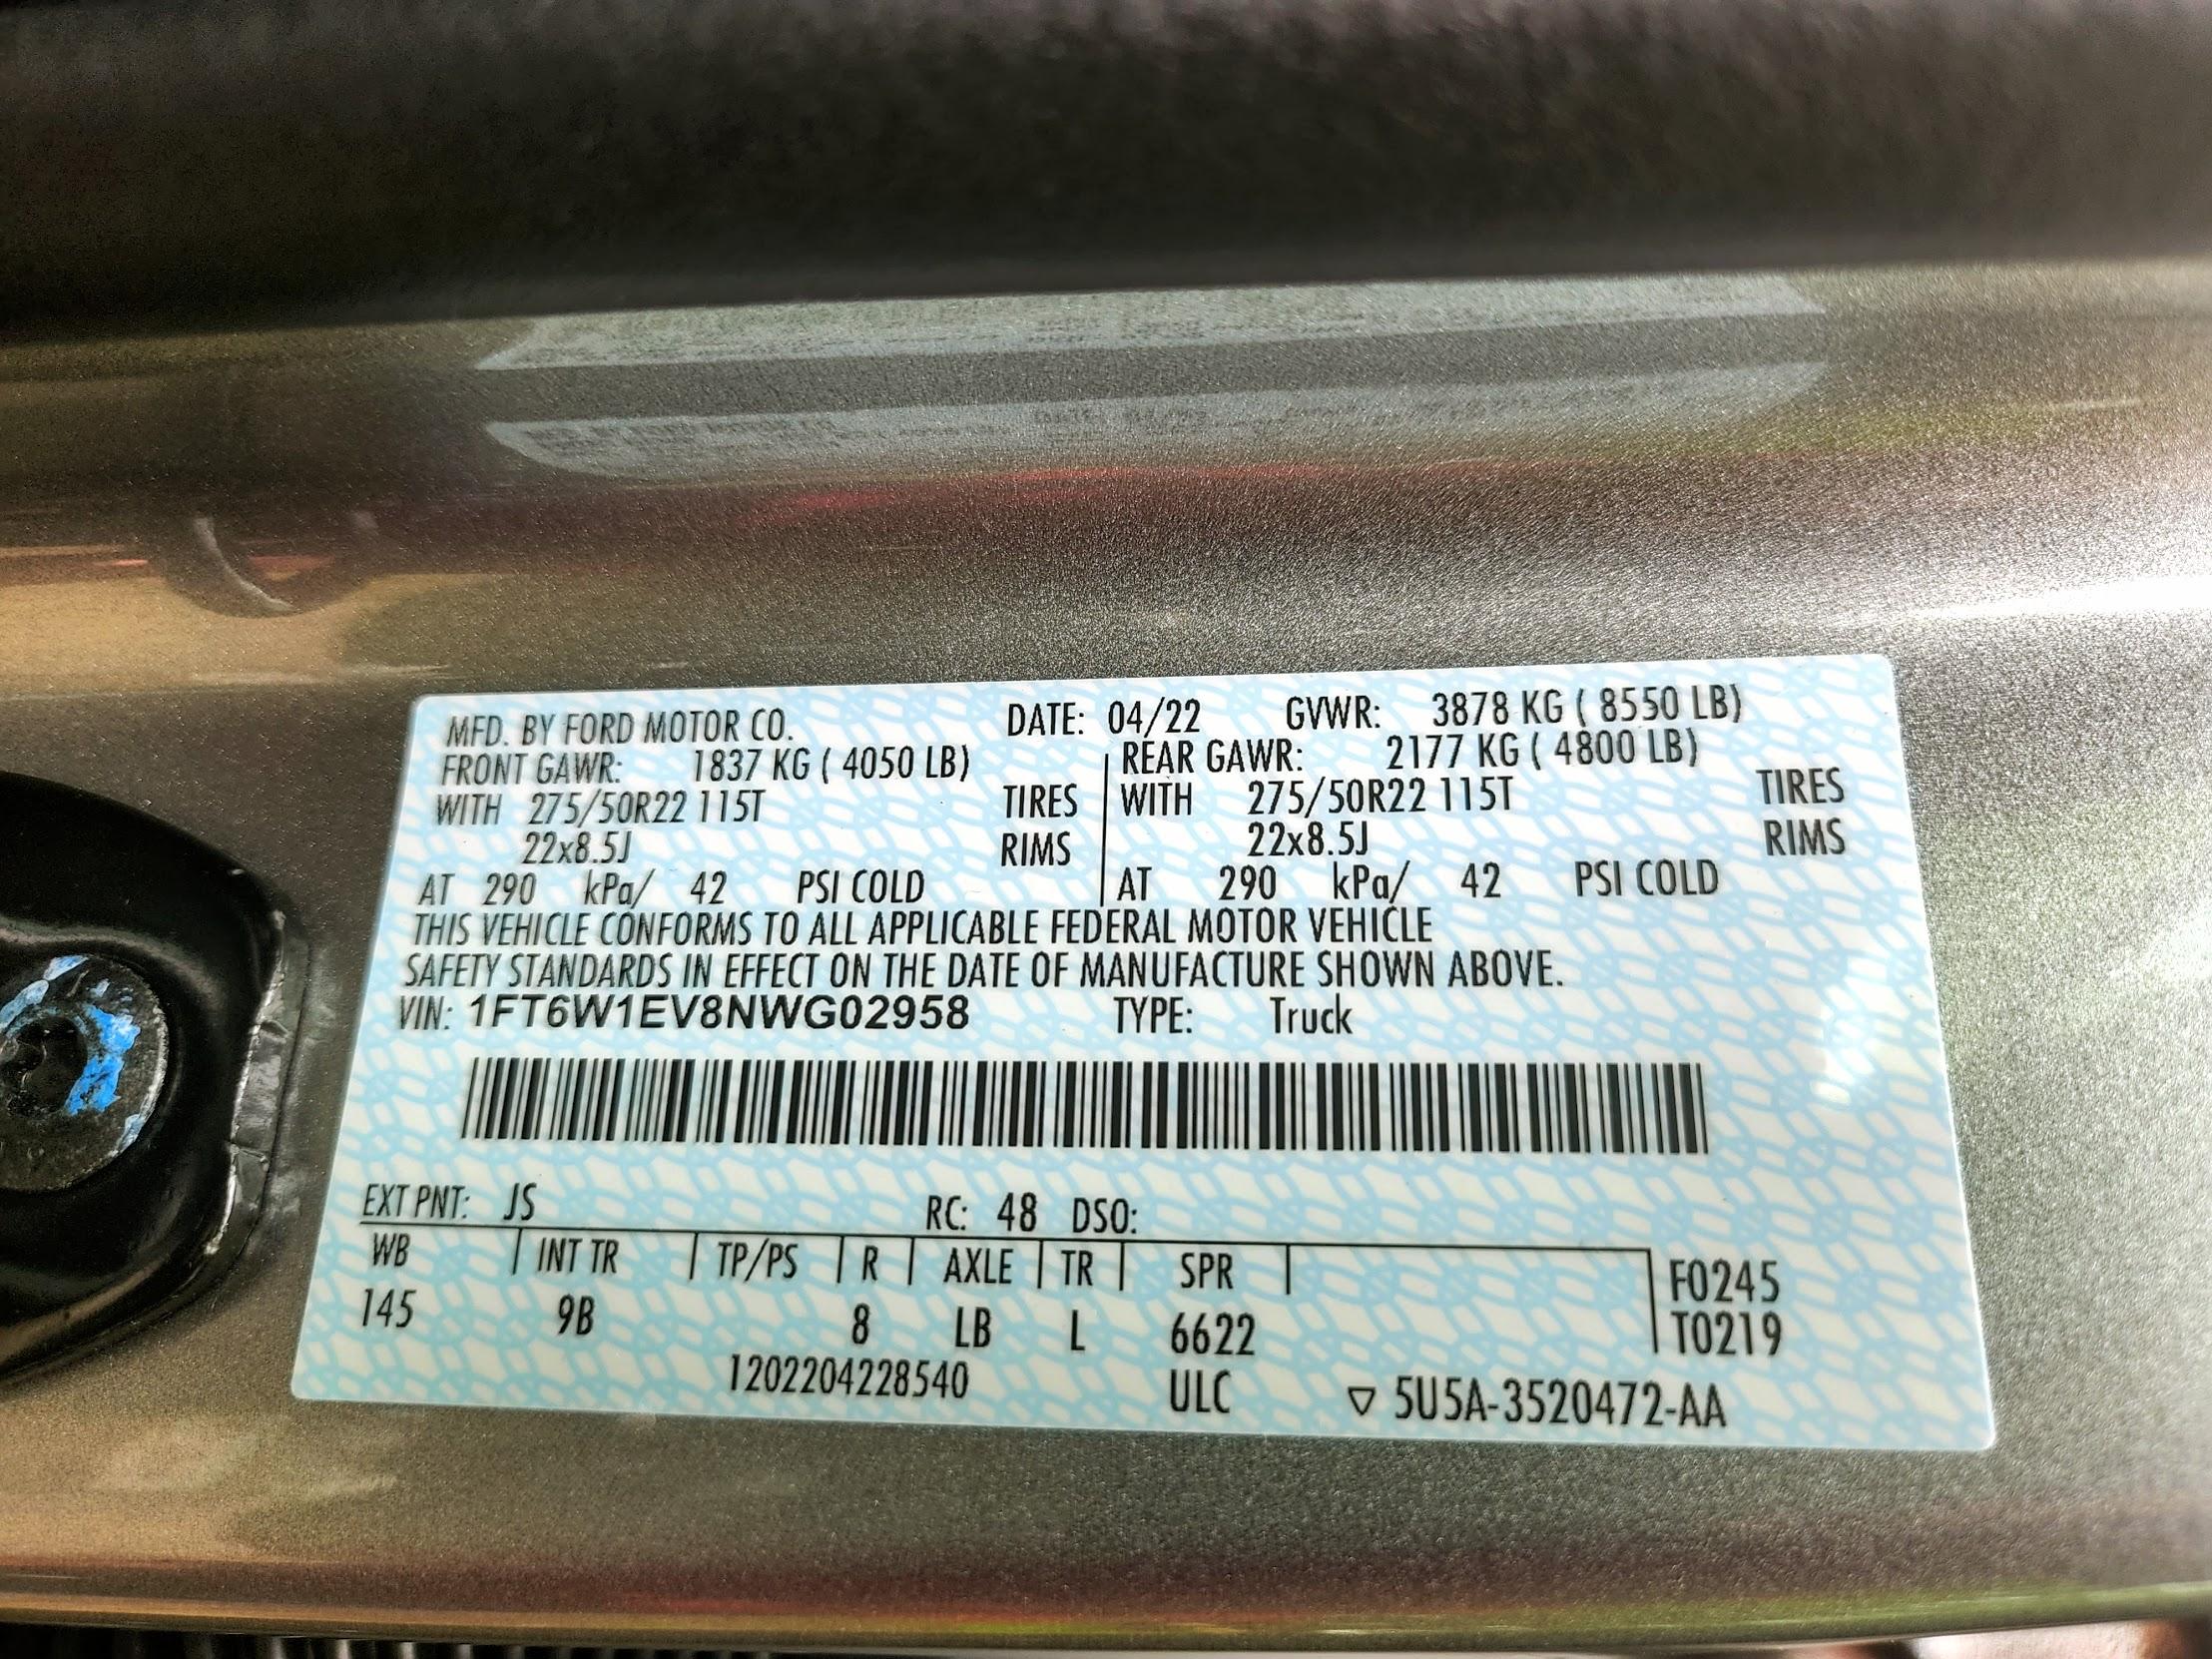 MFD. BY FORD MOTOR CO. DATE: 04/22 GVWR: 3878 KG ( 8550 LB)
FRONT GAWR: 1837 KG ( 4050 LB) REAR GAWR: 2177 KG ( 4800 LB)
WITH 275/50R22 115T TIRES WITH 275/50R22 115T TIRES
22x8.5J RIMS 22x8.5J RIMS
AT 290 kPa/ 42 PSI COLD AT 290 kPa/ 42 PSI COLD
THIS VEHICLE CONFORMS TO ALL APPLICABLE FEDERAL MOTOR VEHICLE
SAFETY STANDARDS IN EFFECT ON THE DATE OF MANUFACTURE SHOWN ABOVE.
VIN: 1FT6W1EV8NWG02958 TYPE: Truck
EXT PNT: JS RC: 48 DSO:
WB INT TR TP/PS R AXLE TR SPR F0245
145 9B 8 LB L 6622 T0219
1202204228540 ULC ▽ 5U5A-3520472-AA